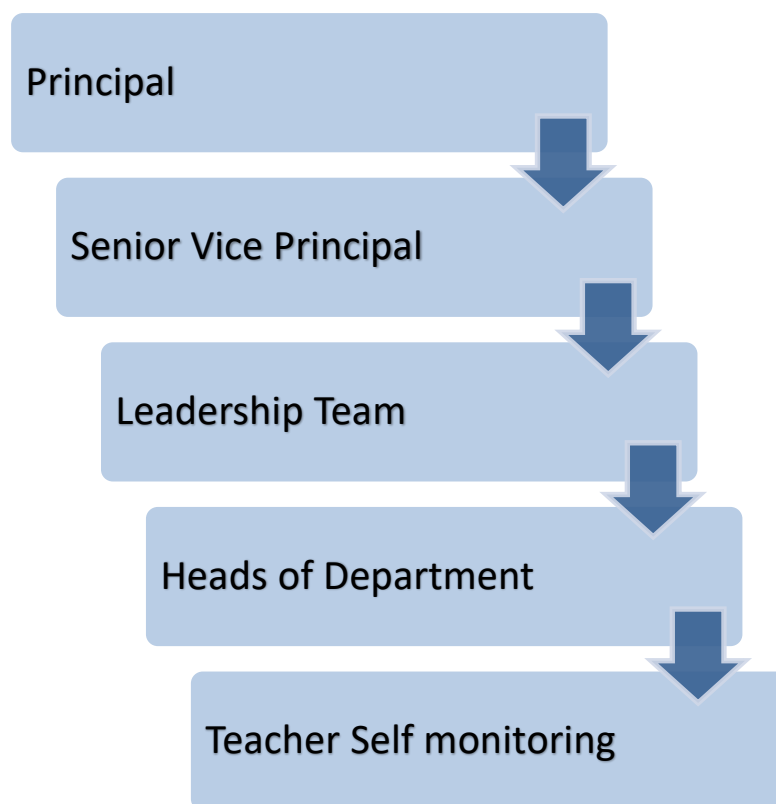 Principal
Senior Vice Principal
Leadership Team
Heads of Department
Teacher Self monitoring